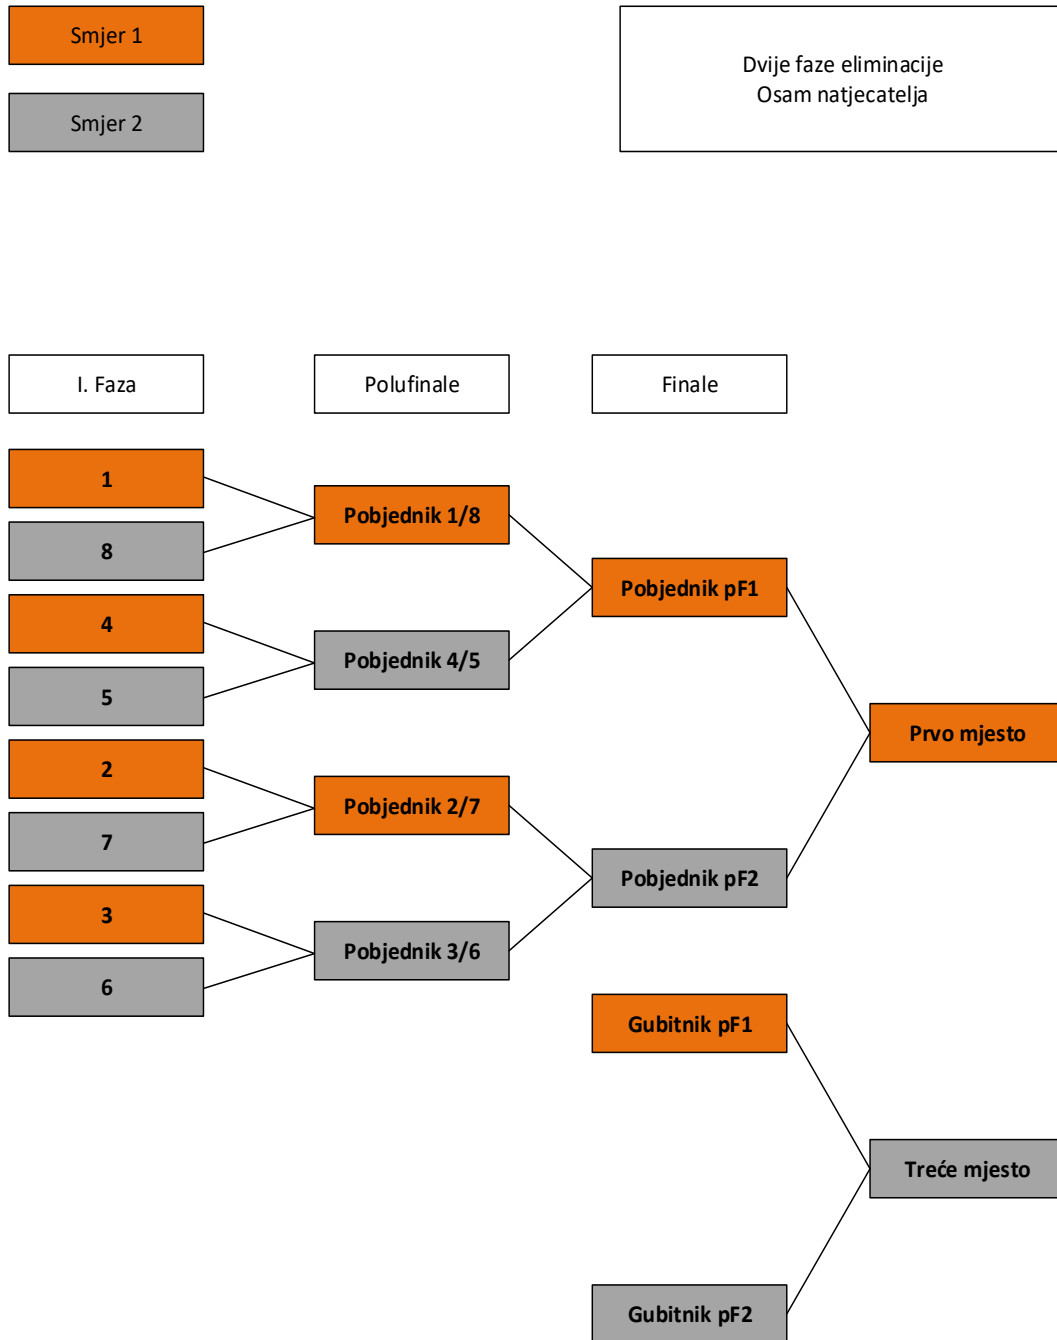 Smjer 1
Smjer 2
Dvije faze eliminacije
Osam natjecatelja
I. Faza
Polufinale
Finale
1
8
4
5
2
7
3
6
Pobjednik 1/8
Pobjednik 4/5
Pobjednik 2/7
Pobjednik 3/6
Pobjednik pF1
Pobjednik pF2
Gubitnik pF1
Gubitnik pF2
Prvo mjesto
Treće mjesto